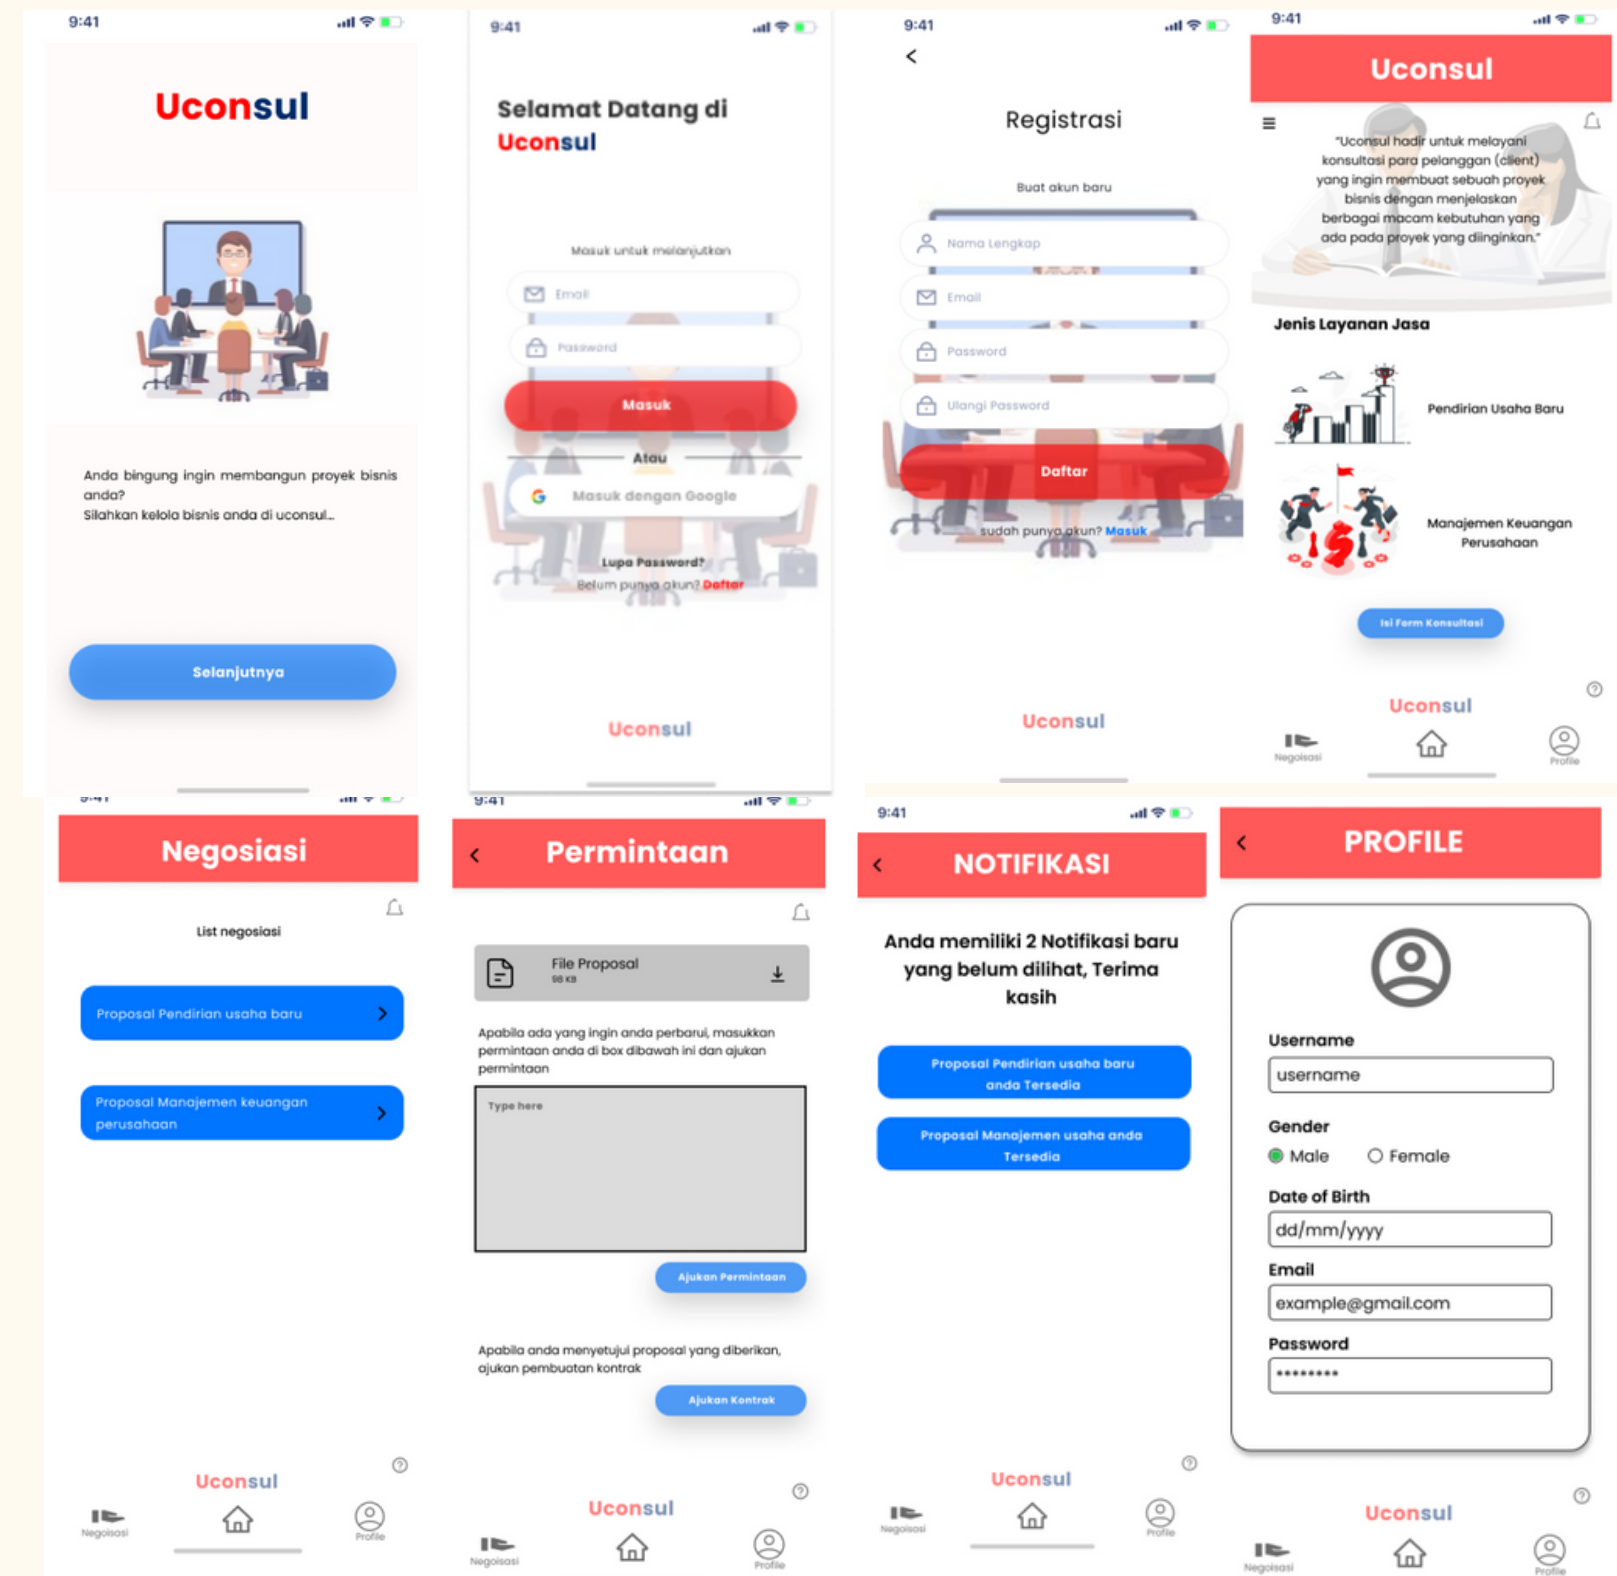 9:41
Uconsul
Anda bingung ingin membangun proyek bisnis
anda?
Silahkan kelola bisnis anda di uconsul...
Selanjutnya
9:41
Selamat Datang di
Uconsul
Masuk untuk melanjutkan
Email
Password
Masuk
Atau
Masuk dengan Google
Lupa Password?
Belum punya akun? Daftar
Uconsul
9:41
Registrasi
Buat akun baru
Nama Lengkap
Email
Password
Ulangi Password
Daftar
sudah punya akun? Masuk
Uconsul
9:41
Uconsul
"Uconsul hadir untuk melayani
konsultasi para pelanggan (client)
yang ingin membuat sebuah proyek
bisnis dengan menjelaskan
berbagai macam kebutuhan yang
ada pada proyek yang diinginkan."
Jenis Layanan Jasa
Pendirian Usaha Baru
Manajemen Keuangan
Perusahaan
Isi Form Konsultasi
Uconsul
Negoisasi
Profile
9:41
Negosiasi
List negosiasi
Proposal Pendirian usaha baru
Proposal Manajemen keuangan
perusahaan
Uconsul
Negoisasi
Profile
9:41
Permintaan
File Proposal
98 KB
Apabila ada yang ingin anda perbarui, masukkan
permintaan anda di box dibawah ini dan ajukan
permintaan
Type here
Ajukan Permintaan
Apabila anda menyetujui proposal yang diberikan,
ajukan pembuatan kontrak
Ajukan Kontrak
Uconsul
Negoisasi
Profile
9:41
NOTIFIKASI
Anda memiliki 2 Notifikasi baru
yang belum dilihat, Terima
kasih
Proposal Pendirian usaha baru
anda Tersedia
Proposal Manajemen usaha anda
Tersedia
Uconsul
Negoisasi
Profile
PROFILE
Username
username
Gender
Male
Female
Date of Birth
dd/mm/yyyy
Email
example@gmail.com
Password
********
Uconsul
Negoisasi
Profile